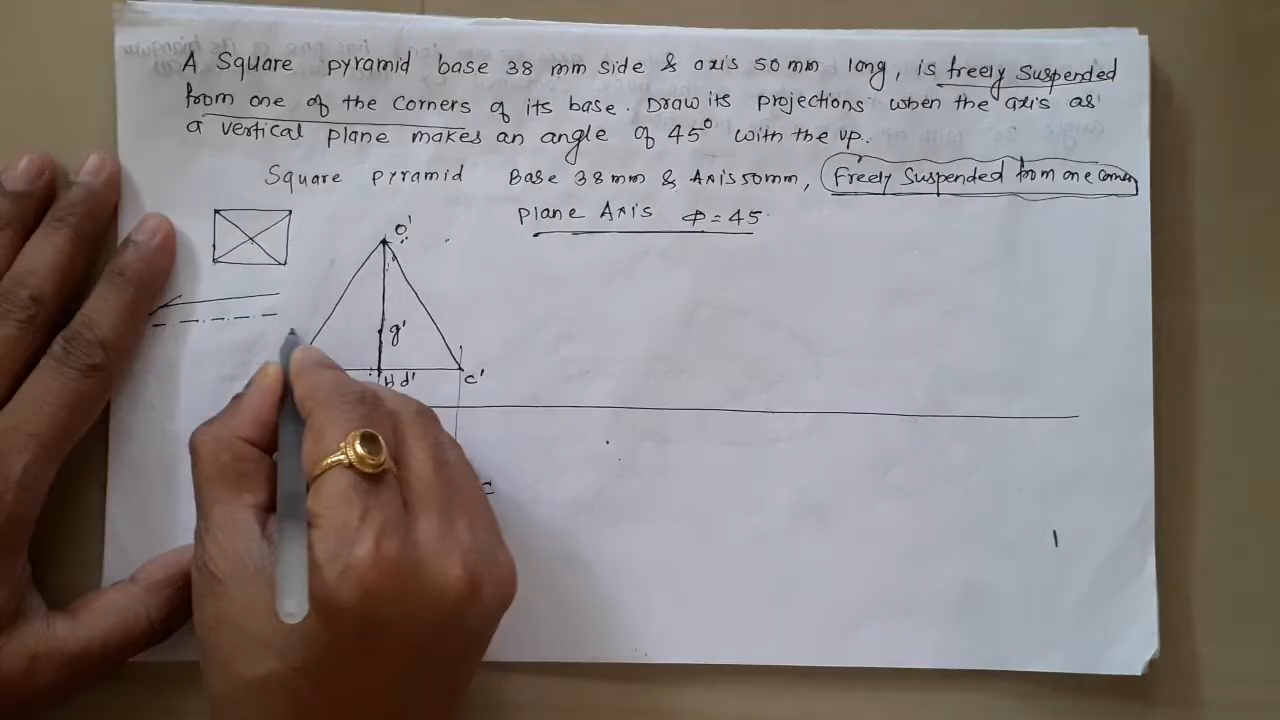 A Square pyramid base 38 mm side & axis 50 mm long, is freely suspended
from one of the corners of its base. Draw its projections when the axis as
a vertical plane makes an angle of 45° with the vp.
Square pyramid Base 38 mm & Axis 50mm, Freely suspended from one corner
plane Axis φ = 45
o'
g'
d' c'
c